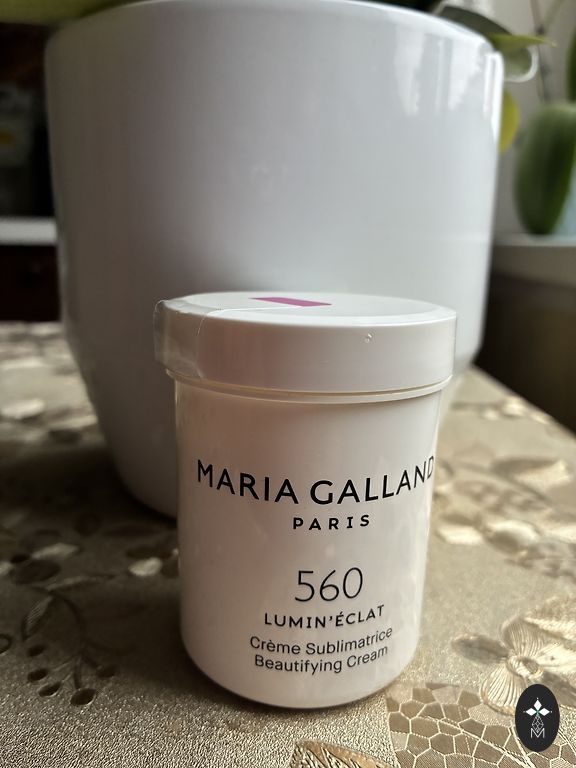 MARIA GALLAND
PARIS
560
LUMIN'ÉCLAT
Crème Sublimatrice
Beautifying Cream
M